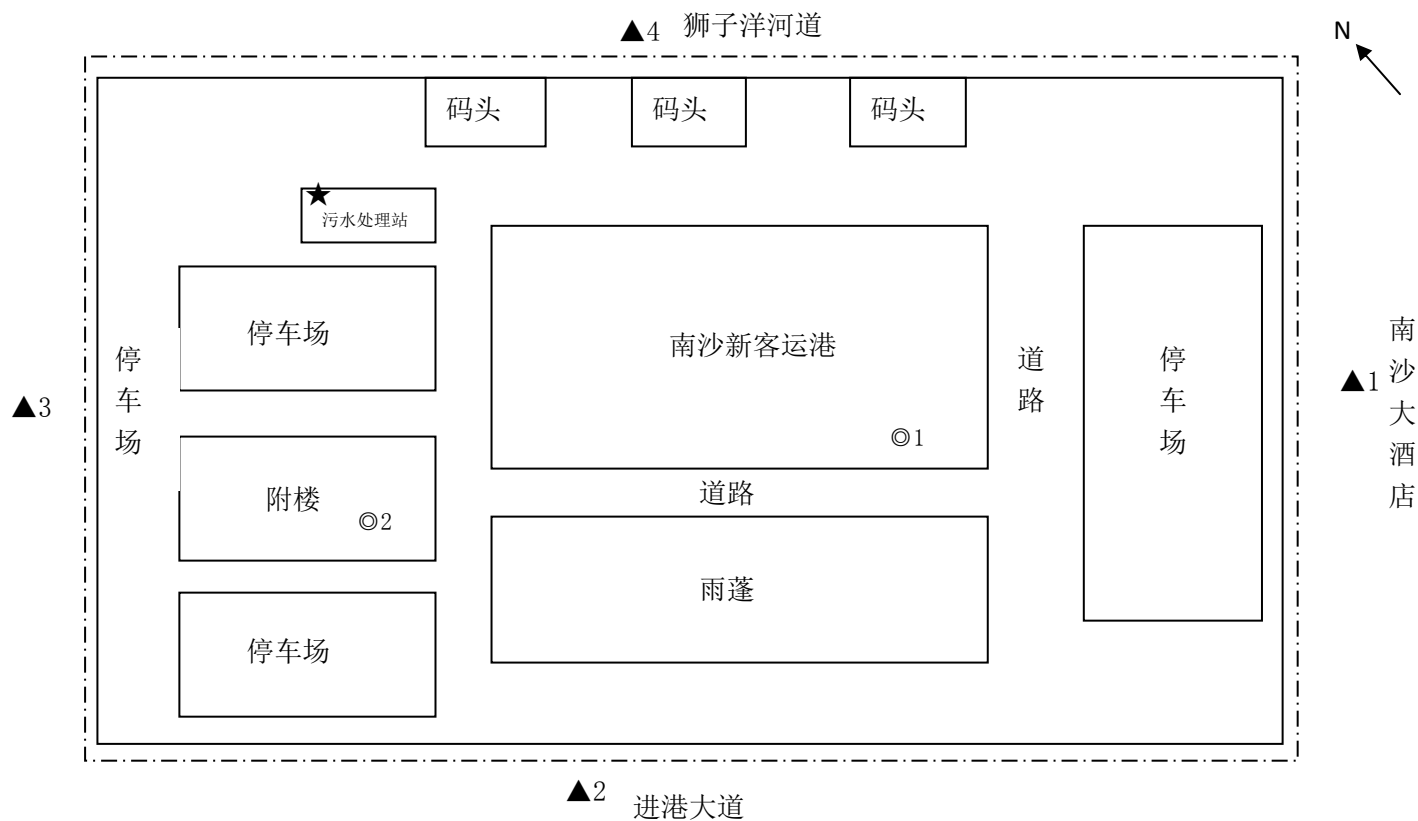 ▲4 狮子洋河道
N
码头
码头
码头
★
污水处理站
停车场
南沙新客运港
◎1
道路
停车场
停车场
▲3
▲1
南沙大酒店
附楼
◎2
道路
雨蓬
停车场
▲2
进港大道